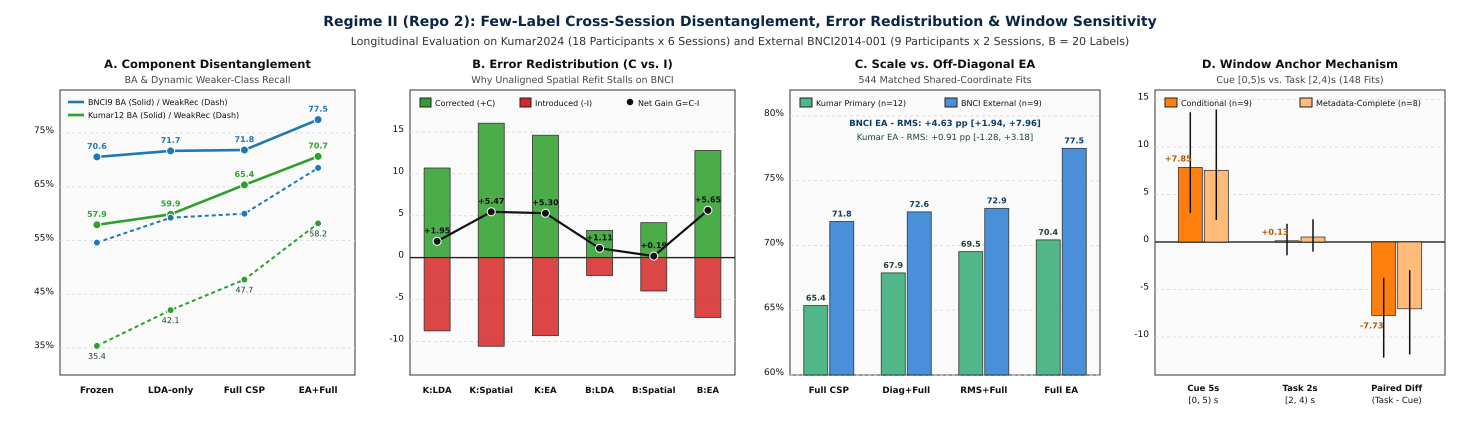 Regime II (Repo 2): Few-Label Cross-Session Disentanglement, Error Redistribution & Window Sensitivity
Longitudinal Evaluation on Kumar2024 (18 Participants x 6 Sessions) and External BNCI2014-001 (9 Participants x 2 Sessions, B = 20 Labels)
A. Component Disentanglement
BA & Dynamic Weaker-Class Recall
BNCI9 BA (Solid) / WeakRec (Dash)
Kumar12 BA (Solid) / WeakRec (Dash)
75%
65%
55%
45%
35%
70.6
71.7
71.8
77.5
57.9
59.9
65.4
70.7
35.4
42.1
47.7
58.2
Frozen
LDA-only
Full CSP
EA+Full
B. Error Redistribution (C vs. I)
Why Unaligned Spatial Refit Stalls on BNCI
Corrected (+C)
Introduced (-I)
Net Gain G=C-I
15
10
5
0
-5
-10
+1.95
+5.47
+5.30
+1.11
+0.19
+5.65
K:LDA
K:Spatial
K:EA
B:LDA
B:Spatial
B:EA
C. Scale vs. Off-Diagonal EA
544 Matched Shared-Coordinate Fits
Kumar Primary (n=12)
BNCI External (n=9)
BNCI EA - RMS: +4.63 pp [+1.94, +7.96]
Kumar EA - RMS: +0.91 pp [-1.28, +3.18]
80%
75%
70%
65%
60%
65.4
71.8
67.9
72.6
69.5
72.9
70.4
77.5
Full CSP
Diag+Full
RMS+Full
Full EA
D. Window Anchor Mechanism
Cue [0,5)s vs. Task [2,4)s (148 Fits)
Conditional (n=9)
Metadata-Complete (n=8)
15
10
5
0
-5
-10
+7.85
+0.13
-7.73
Cue 5s
[0, 5) s
Task 2s
[2, 4) s
Paired Diff
(Task - Cue)